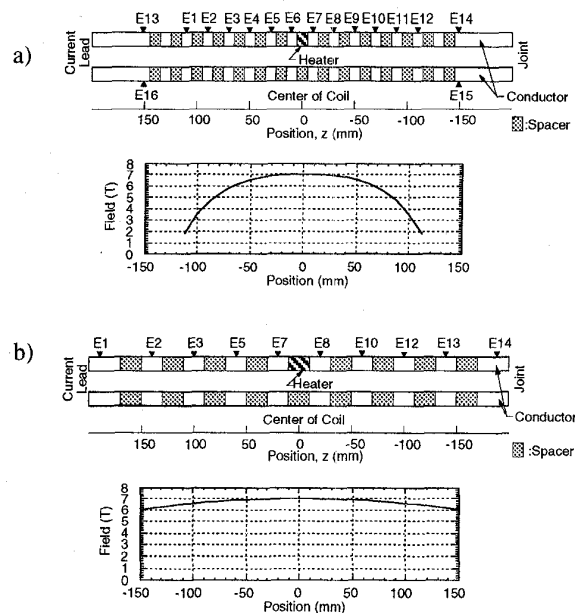 a)
E13 E1 E2 E3 E4 E5 E6 E7 E8 E9 E10 E11 E12 E14
Current Lead
Heater
Joint
E16
Center of Coil
E15
Conductor
150 100 50 0 -50 -100 -150
Position, z (mm)
:Spacer
Field (T)
8
7
6
5
4
3
2
1
0
-150 -100 -50 0 50 100 150
Position (mm)
b)
E1 E2 E3 E5 E7 E8 E10 E12 E13 E14
Current Lead
Heater
Joint
Center of Coil
Conductor
150 100 50 0 -50 -100 -150
Position, z (mm)
:Spacer
Field (T)
8
7
6
5
4
3
2
1
0
-150 -100 -50 0 50 100 150
Position (mm)